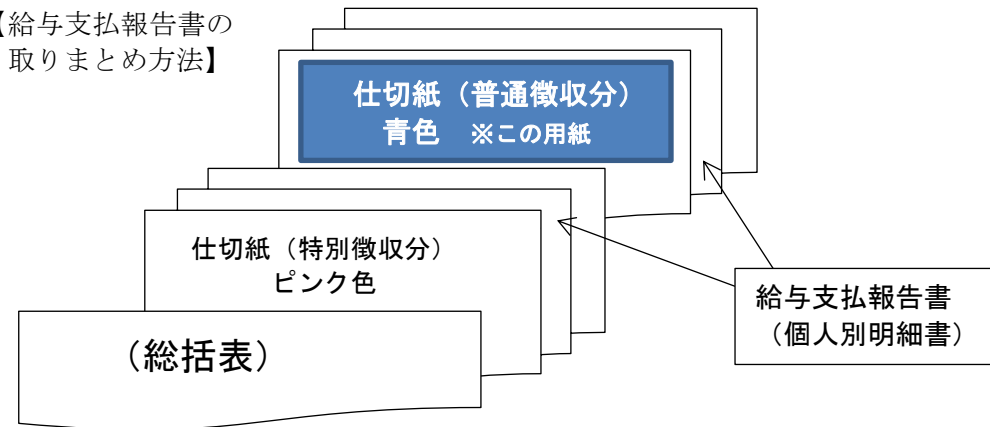 【給与支払報告書の
取りまとめ方法】
仕切紙（普通徴収分）
青色　※この用紙
仕切紙（特別徴収分）
ピンク色
（総括表）
給与支払報告書
（個人別明細書）